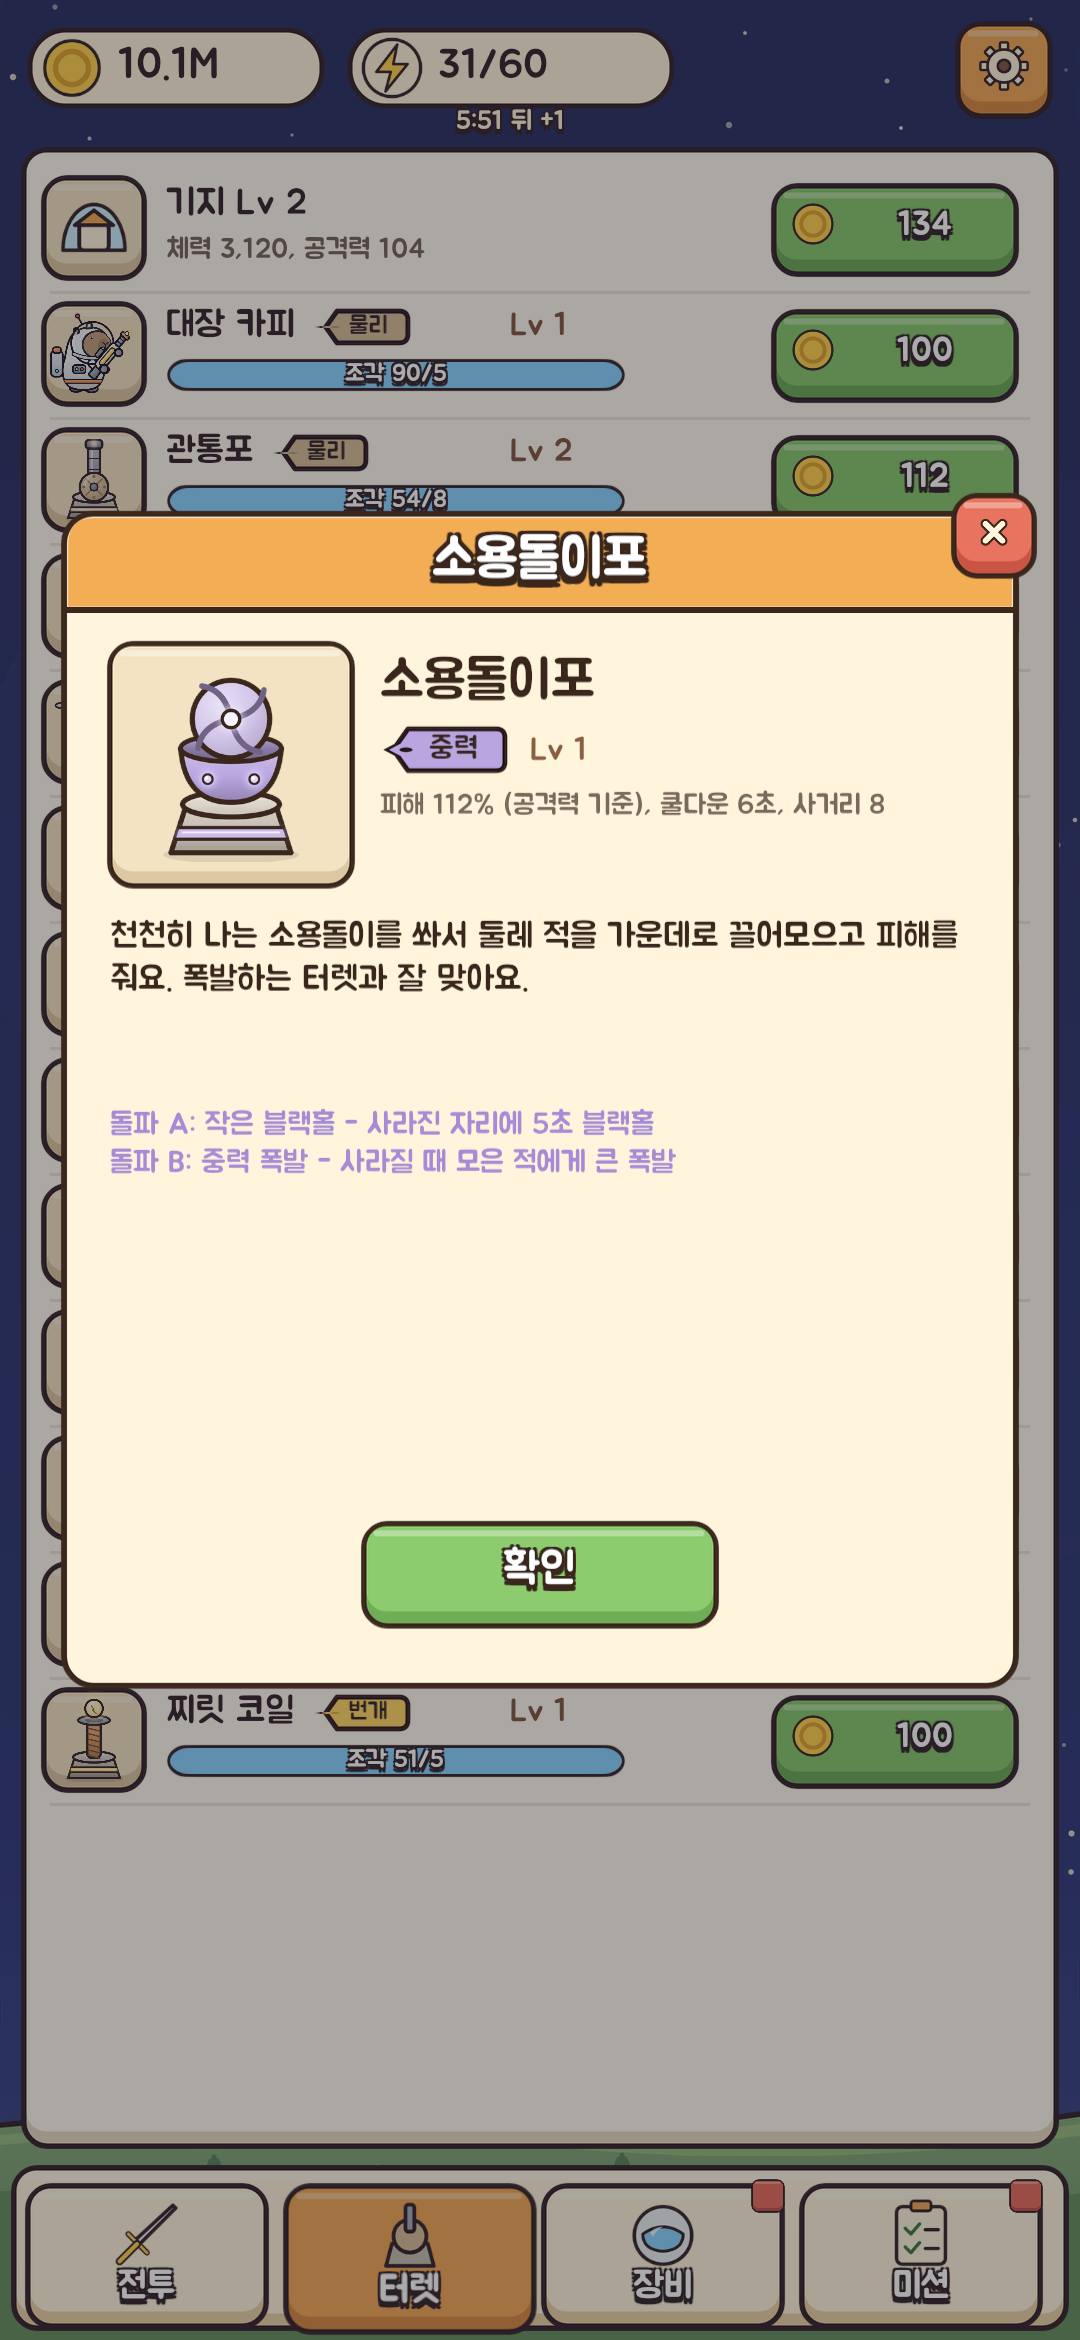 10.1M
31/60
5:51 뒤 +1
기지 Lv 2
134
체력 3,120, 공격력 104
대장 카피
물리
Lv 1
100
조각 90/5
관통포
물리
Lv 2
112
조각 54/8
소용돌이포
소용돌이포
중력
Lv 1
피해 112% (공격력 기준), 쿨다운 6초, 사거리 8
천천히 나는 소용돌이를 쏴서 둘레 적을 가운데로 끌어모으고 피해를
줘요. 폭발하는 터렛과 잘 맞아요.
돌파 A: 작은 블랙홀 - 사라진 자리에 5초 블랙홀
돌파 B: 중력 폭발 - 사라질 때 모은 적에게 큰 폭발
확인
찌릿 코일
번개
Lv 1
100
조각 51/5
전투
터렛
장비
미션